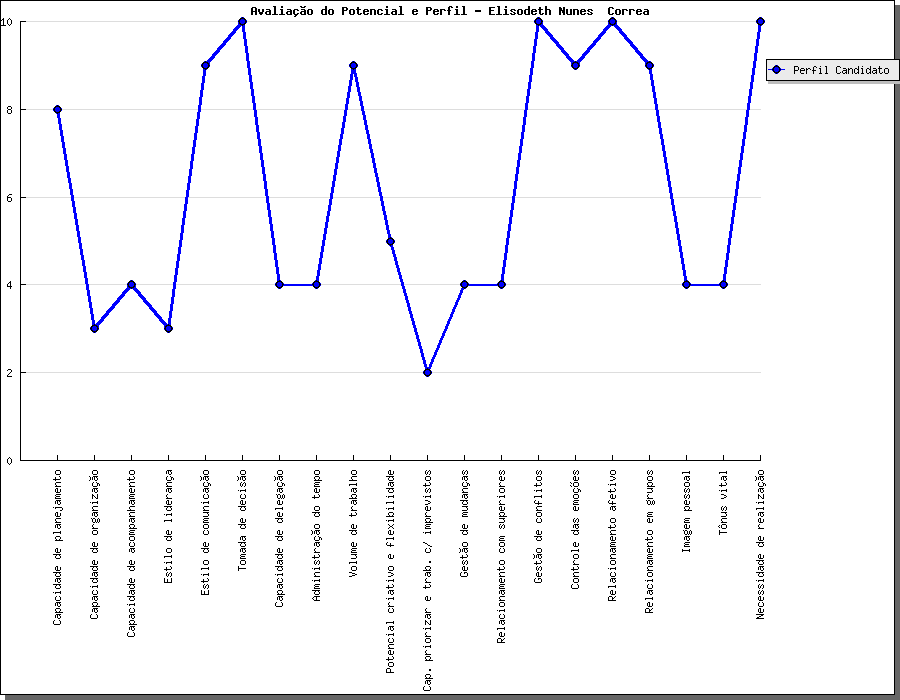 Avaliação do Potencial e Perfil - Elisodeth Nunes  Correa
10
8
6
4
2
0
Perfil Candidato
Capacidade de planejamento
Capacidade de organização
Capacidade de acompanhamento
Estilo de liderança
Estilo de comunicação
Tomada de decisão
Capacidade de delegação
Administração do tempo
Volume de trabalho
Potencial criativo e flexibilidade
Cap. priorizar e trab. c/ imprevistos
Gestão de mudanças
Relacionamento com superiores
Gestão de conflitos
Controle das emoções
Relacionamento afetivo
Relacionamento em grupos
Imagem pessoal
Tônus vital
Necessidade de realização